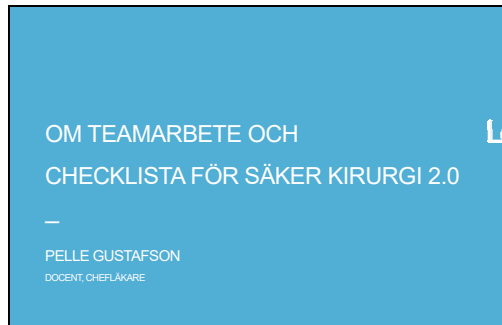 OM TEAMARBETE OCH
CHECKLISTA FÖR SÄKER KIRURGI 2.0
–
PELLE GUSTAFSON
DOCENT, CHEFLÄKARE